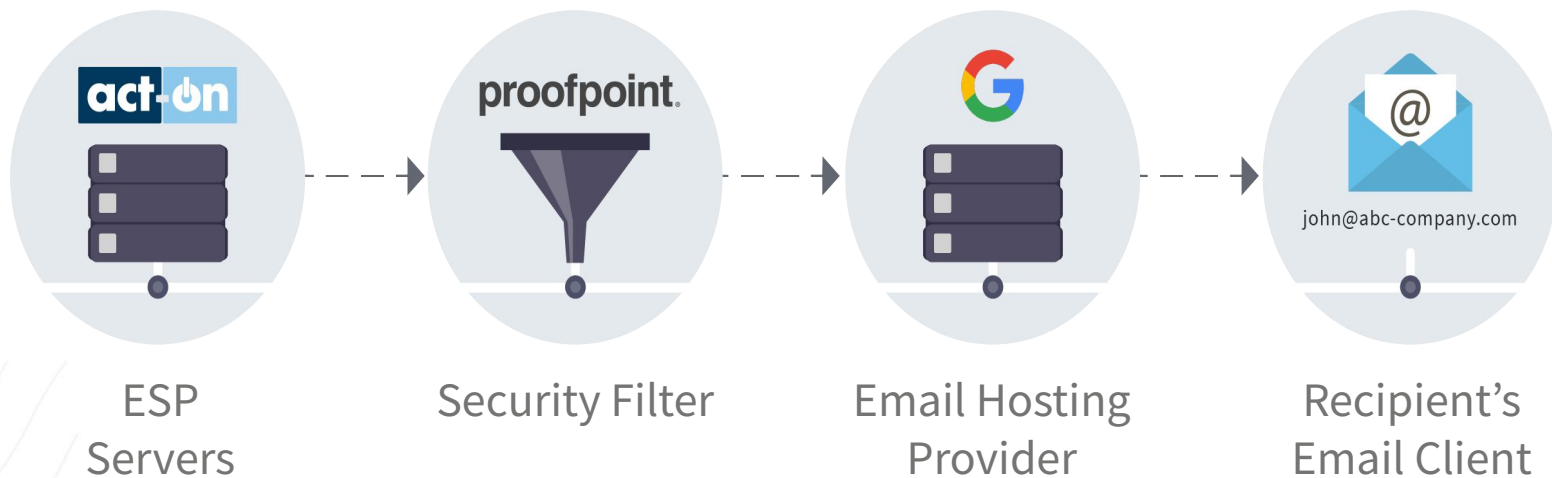 act-on
proofpoint.
G
@
john@abc-company.com
ESP
Servers
Security Filter
Email Hosting
Provider
Recipient’s
Email Client